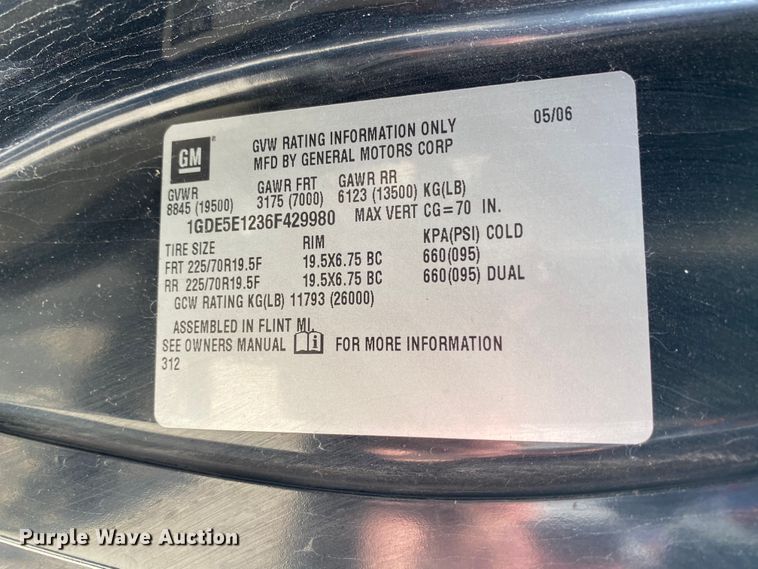 05/06
GM
GVW RATING INFORMATION ONLY
MFD BY GENERAL MOTORS CORP
GVWR GAWR FRT GAWR RR
8845 (19500) 3175 (7000) 6123 (13500) KG(LB)
1GDE5E1236F429980 MAX VERT CG=70 IN.
TIRE SIZE RIM KPA(PSI) COLD
FRT 225/70R19.5F 19.5X6.75 BC 660(095)
RR 225/70R19.5F 19.5X6.75 BC 660(095) DUAL
GCW RATING KG(LB) 11793 (26000)
ASSEMBLED IN FLINT MI.
SEE OWNERS MANUAL i FOR MORE INFORMATION
312
Purple Wave Auction